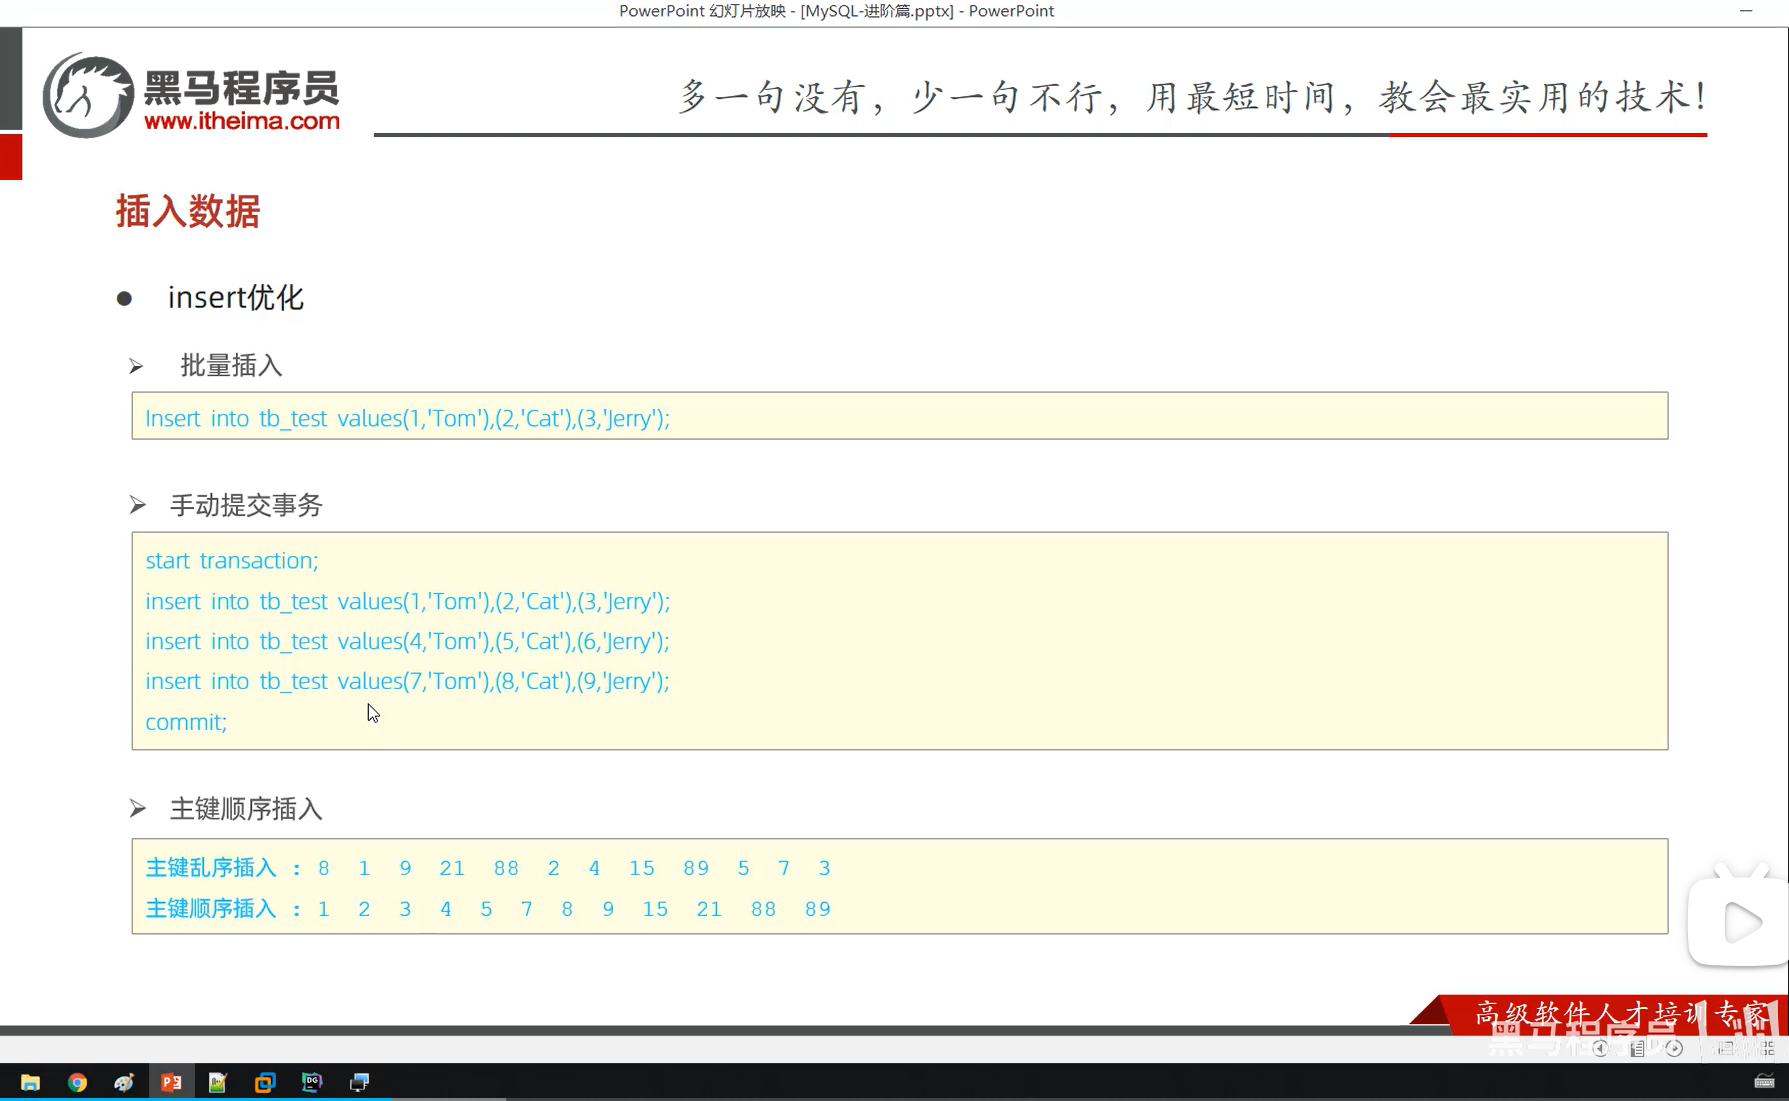 PowerPoint 幻灯片放映 - [MySQL-进阶篇.pptx] - PowerPoint
黑马程序员
www.itheima.com
多一句没有，少一句不行，用最短时间，教会最实用的技术！
插入数据
● insert优化
➢ 批量插入
Insert into tb_test values(1,'Tom'),(2,'Cat'),(3,'Jerry');
➢ 手动提交事务
start transaction;
insert into tb_test values(1,'Tom'),(2,'Cat'),(3,'Jerry');
insert into tb_test values(4,'Tom'),(5,'Cat'),(6,'Jerry');
insert into tb_test values(7,'Tom'),(8,'Cat'),(9,'Jerry');
commit;
➢ 主键顺序插入
主键乱序插入 : 8 1 9 21 88 2 4 15 89 5 7 3
主键顺序插入 : 1 2 3 4 5 7 8 9 15 21 88 89
高级软件人才培训专家
黑马程序员